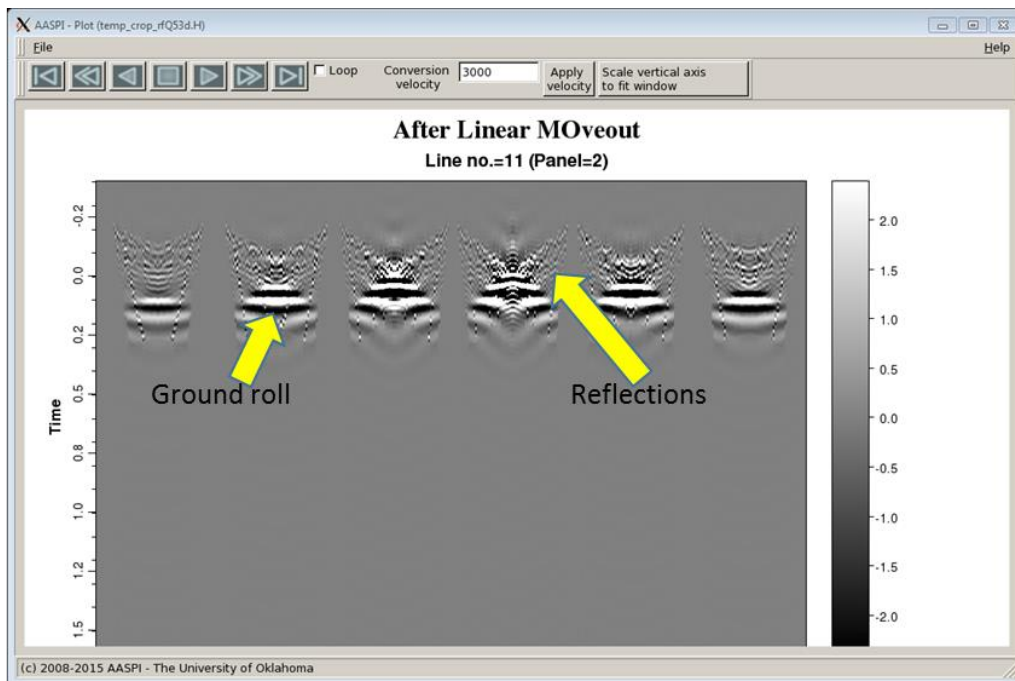 AASPI - Plot (temp_crop_rfQ53d.H)
File
Help
Loop
Conversion velocity
3000
Apply velocity
Scale vertical axis to fit window
After Linear MOveout
Line no.=11 (Panel=2)
-0.2
0.0
0.2
0.5
0.8
1.0
1.2
1.5
Time
Ground roll
Reflections
2.0
1.5
1.0
0.5
0.0
-0.5
-1.0
-1.5
-2.0
(c) 2008-2015 AASPI - The University of Oklahoma